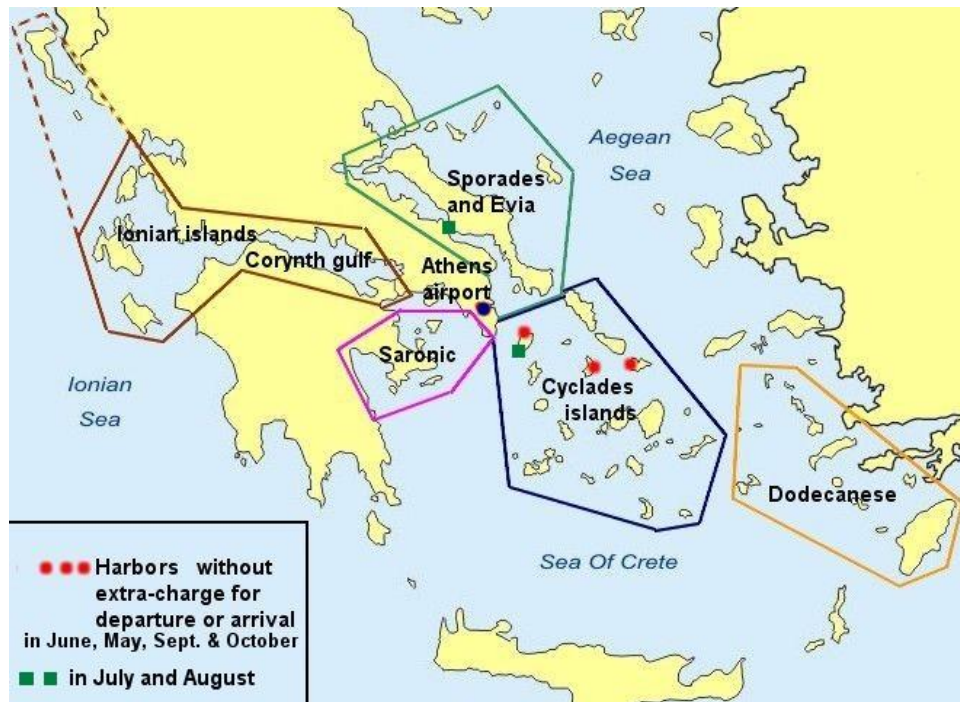 Aegean
Sea
Sporades
and Evia
Ionian islands
Corynth gulf
Athens
airport
Saronic
Ionian
Sea
Cyclades
islands
Dodecanese
Sea Of Crete
Harbors without
extra-charge for
departure or arrival
in June, May, Sept. & October
in July and August